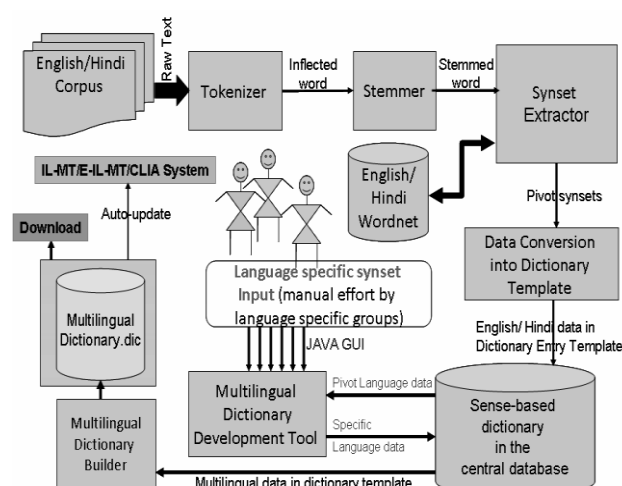 English/Hindi
Corpus
Raw Text
Tokenizer
Inflected
word
Stemmer
Stemmed
word
Synset
Extractor
IL-MT/E-IL-MT/CLIA System
Auto-update
Download
English/
Hindi
Wordnet
Pivot synsets
Data Conversion
into Dictionary
Template
Language specific synset
Input (manual effort by
language specific groups)
JAVA GUI
English/ Hindi data in
Dictionary Entry Template
Multilingual
Dictionary.dic
Multilingual
Dictionary
Development Tool
Pivot Language data
Specific
Language data
Sense-based
dictionary
in the
central database
Multilingual
Dictionary
Builder
Multilingual data in dictionary template